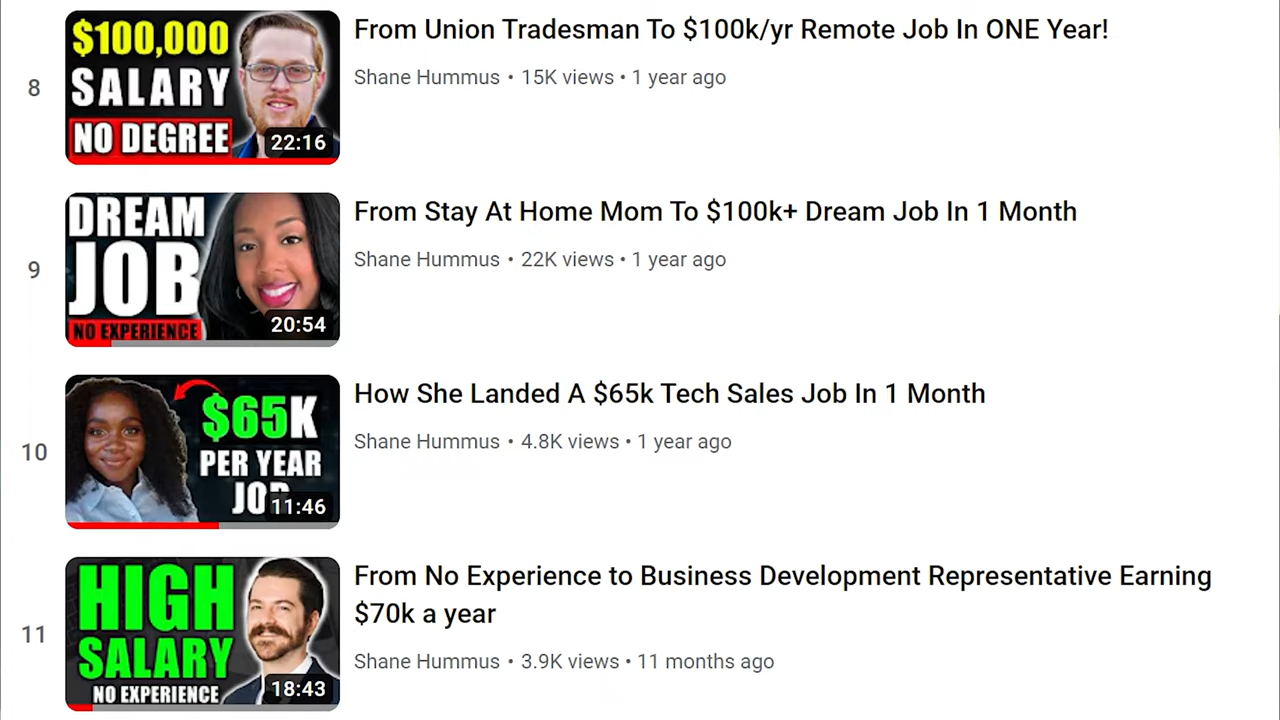 8
$100,000
SALARY
NO DEGREE
22:16
From Union Tradesman To $100k/yr Remote Job In ONE Year!
Shane Hummus • 15K views • 1 year ago
9
DREAM
JOB
NO EXPERIENCE
20:54
From Stay At Home Mom To $100k+ Dream Job In 1 Month
Shane Hummus • 22K views • 1 year ago
10
$65K
PER YEAR
JOB
11:46
How She Landed A $65k Tech Sales Job In 1 Month
Shane Hummus • 4.8K views • 1 year ago
11
HIGH
SALARY
NO EXPERIENCE
18:43
From No Experience to Business Development Representative Earning
$70k a year
Shane Hummus • 3.9K views • 11 months ago